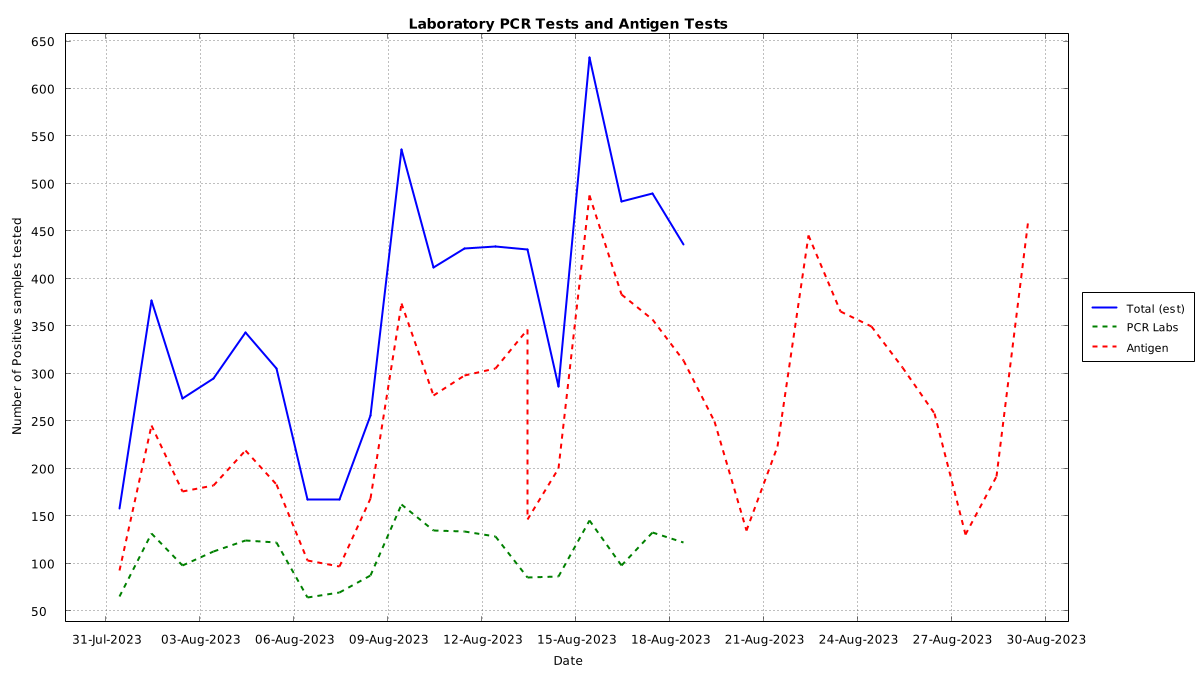 Laboratory PCR Tests and Antigen Tests
650
600
550
500
450
400
350
300
250
200
150
100
50
Number of Positive samples tested
31-Jul-2023 03-Aug-2023 06-Aug-2023 09-Aug-2023 12-Aug-2023 15-Aug-2023 18-Aug-2023 21-Aug-2023 24-Aug-2023 27-Aug-2023 30-Aug-2023
Date
Total (est)
PCR Labs
Antigen